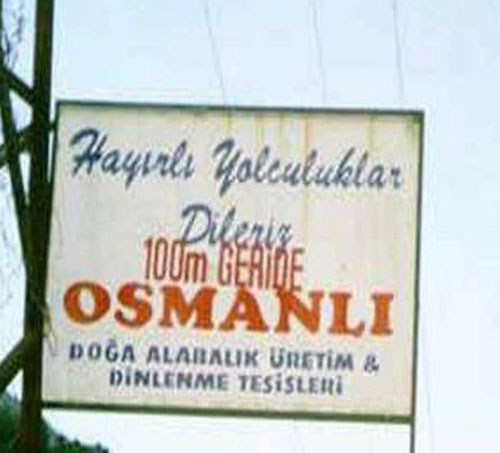 Hayırlı Yolculuklar
Dileriz
100m GERİDE
OSMANLI
DOĞA ALABALIK ÜRETİM &
DİNLENME TESİSLERİ